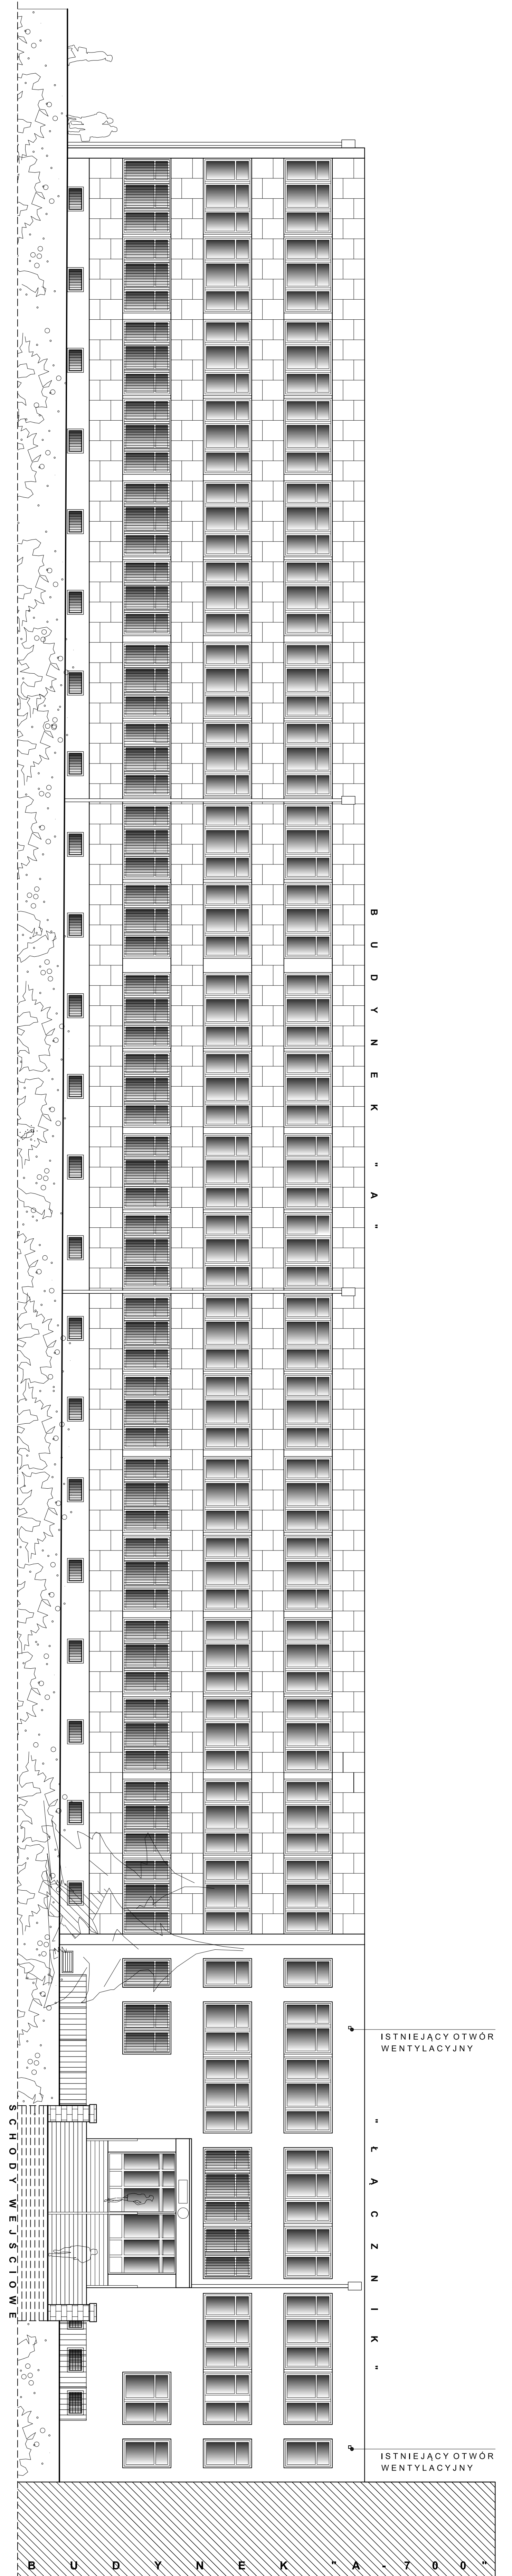 BUDYNEK "A"
ISTNIEJĄCY OTWÓR
WENTYLACYJNY
"ŁĄCZNIK"
SCHODY WEJŚCIOWE
ISTNIEJĄCY OTWÓR
WENTYLACYJNY
BUDYNEK "A-700"